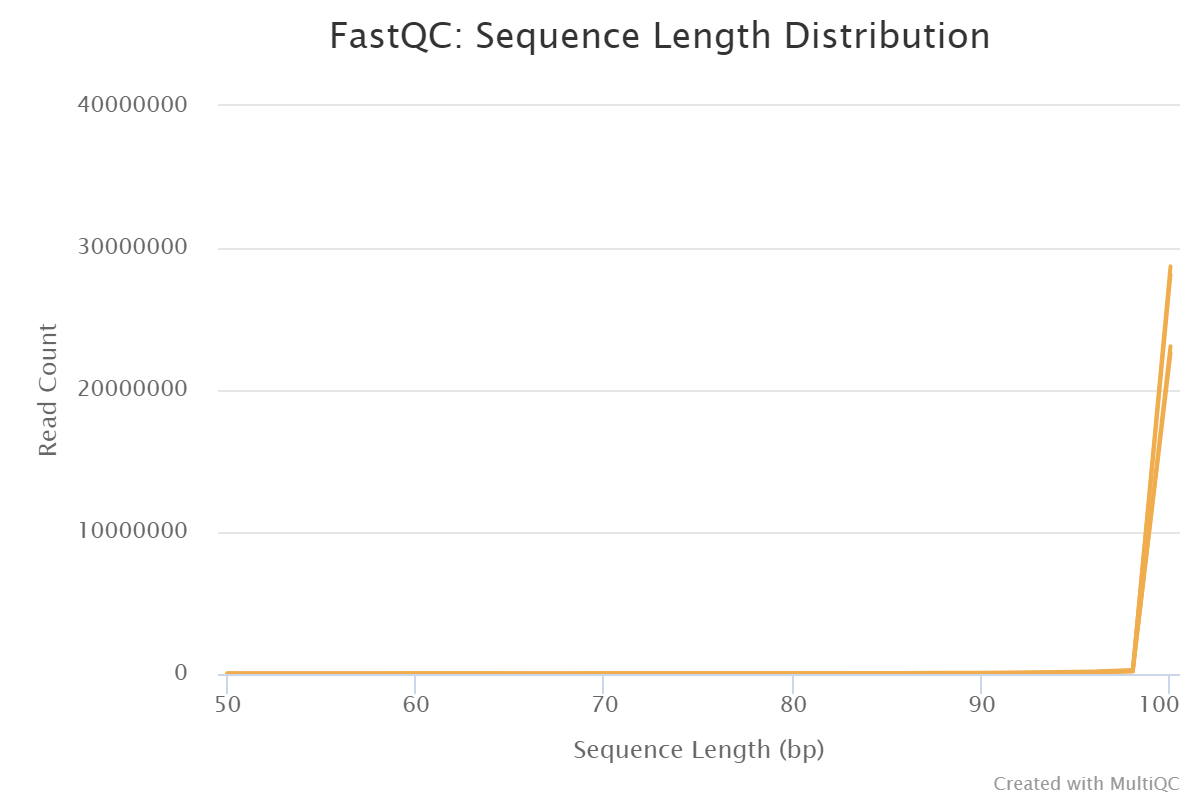 FastQC: Sequence Length Distribution
40000000
30000000
20000000
10000000
0
Read Count
50 60 70 80 90 100
Sequence Length (bp)
Created with MultiQC